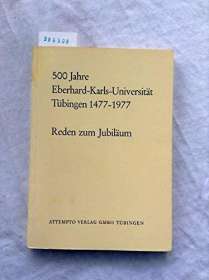 500 Jahre
Eberhard-Karls-Universität
Tübingen 1477-1977
Reden zum Jubiläum
ATTEMPTO VERLAG GMBH TÜBINGEN